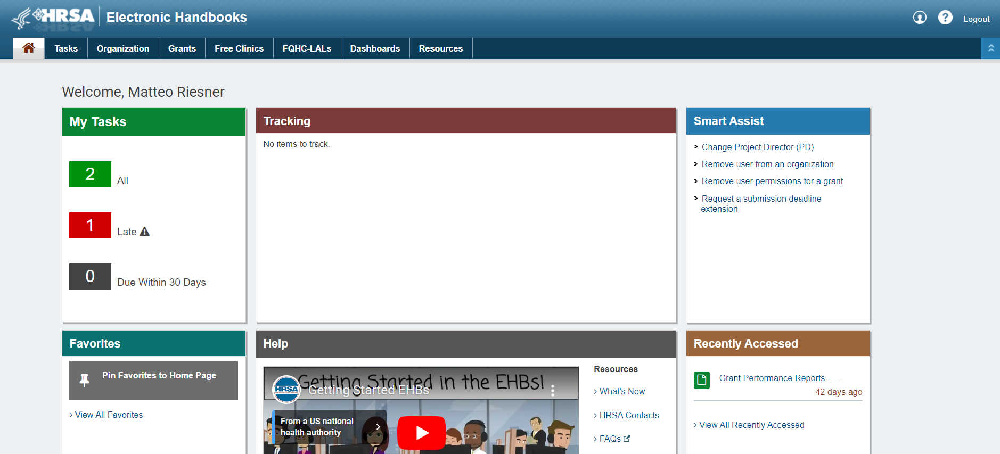 HRSA
Electronic Handbooks
Logout
Tasks
Organization
Grants
Free Clinics
FQHC-LALs
Dashboards
Resources
Welcome, Matteo Riesner
My Tasks
2
All
1
Late
0
Due Within 30 Days
Tracking
No items to track.
Smart Assist
Change Project Director (PD)
Remove user from an organization
Remove user permissions for a grant
Request a submission deadline
extension
Favorites
Pin Favorites to Home Page
View All Favorites
Help
Getting Started in the EHBs!
HRSA
Getting Started EHBs
From a US national
health authority
Resources
What's New
HRSA Contacts
FAQs
Recently Accessed
Grant Performance Reports - ...
42 days ago
View All Recently Accessed